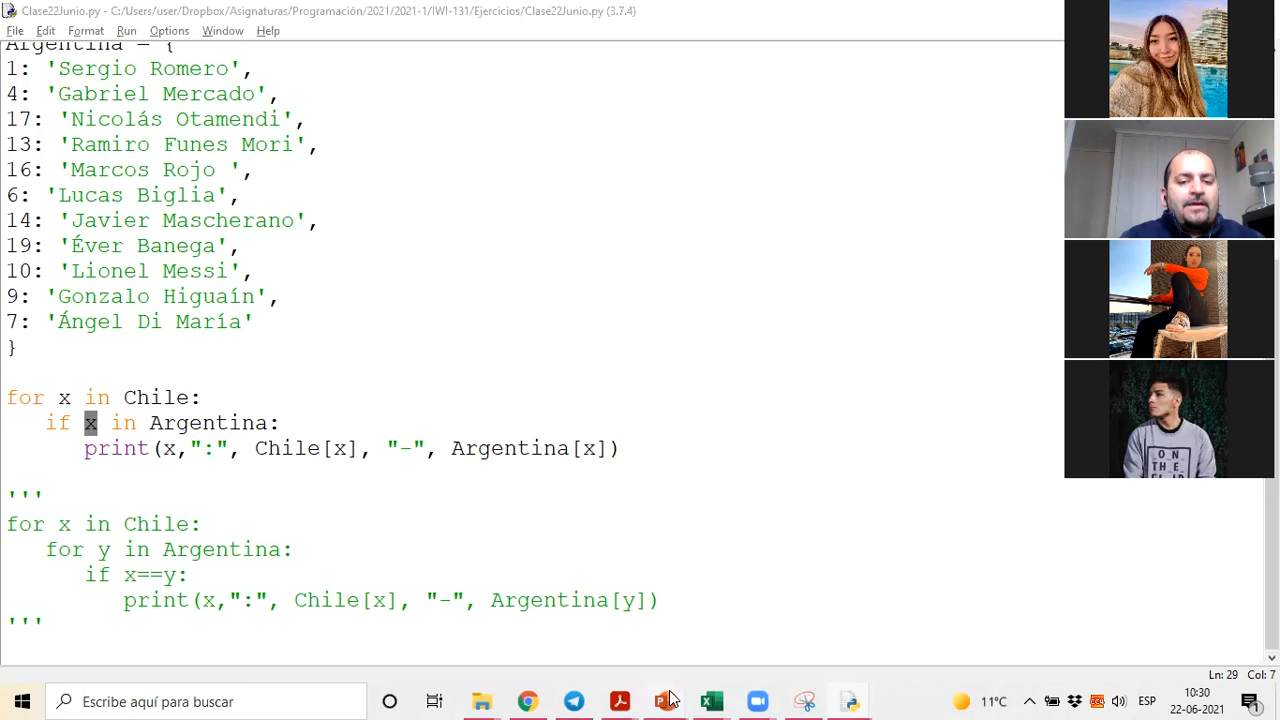 Clase22Junio.py - C:/Users/user/Dropbox/Asignaturas/Programación/2021/2021-1/IWI-131/Ejercicios/Clase22Junio.py (3.7.4)
File Edit Format Run Options Window Help
Argentina = {
1: 'Sergio Romero',
4: 'Gabriel Mercado',
17: 'Nicolás Otamendi',
13: 'Ramiro Funes Mori',
16: 'Marcos Rojo ',
6: 'Lucas Biglia',
14: 'Javier Mascherano',
19: 'Éver Banega',
10: 'Lionel Messi',
9: 'Gonzalo Higuaín',
7: 'Ángel Di María'
}
for x in Chile:
if x in Argentina:
print(x,":", Chile[x], "-", Argentina[x])
'''
for x in Chile:
for y in Argentina:
if x==y:
print(x,":", Chile[x], "-", Argentina[y])
'''
ON
THE
Ln: 29 Col: 7
Escribe aquí para buscar
11°C
ESP
10:30
22-06-2021
1